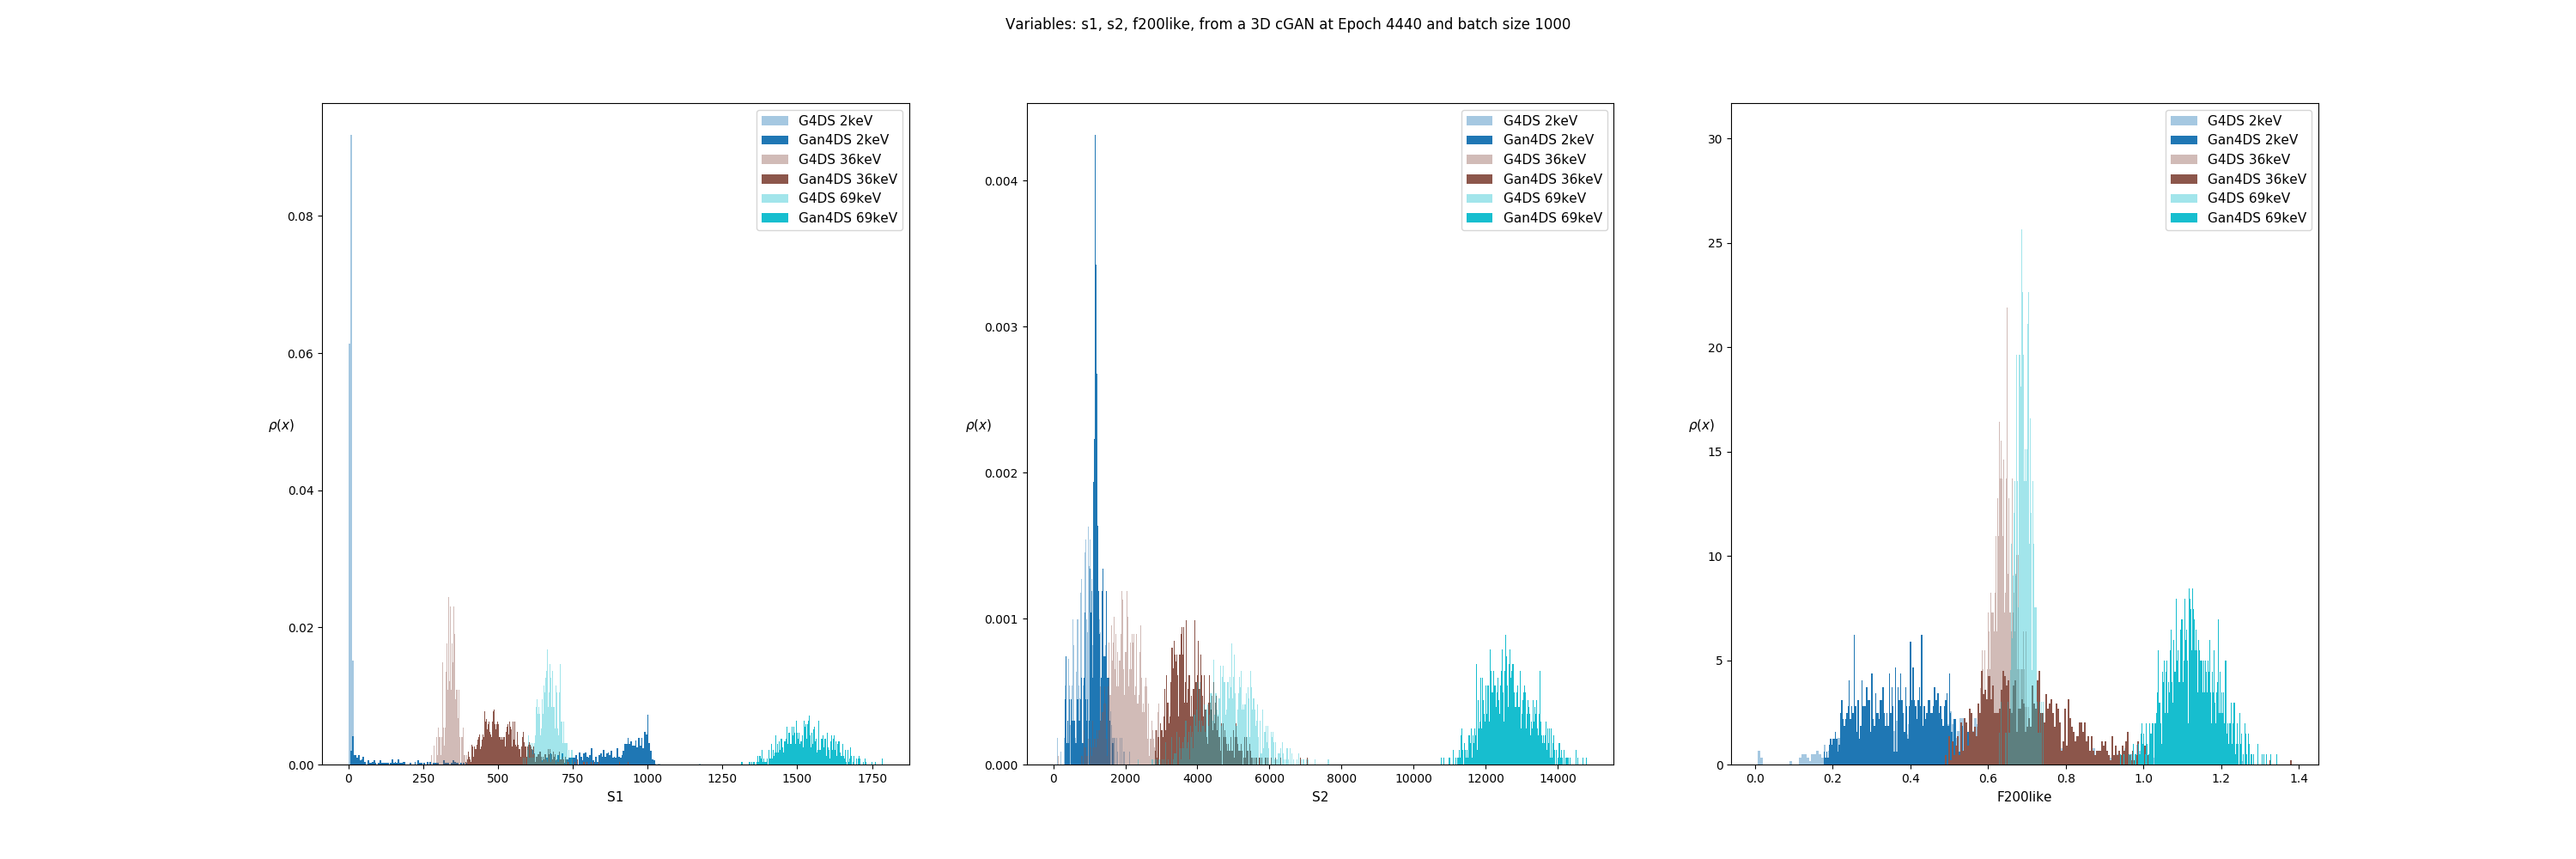 Variables: s1, s2, f200like, from a 3D cGAN at Epoch 4440 and batch size 1000
G4DS 2keV
Gan4DS 2keV
G4DS 36keV
Gan4DS 36keV
G4DS 69keV
Gan4DS 69keV
0.08
0.06
0.04
0.02
0.00
ρ(x)
0 250 500 750 1000 1250 1500 1750
S1
G4DS 2keV
Gan4DS 2keV
G4DS 36keV
Gan4DS 36keV
G4DS 69keV
Gan4DS 69keV
0.004
0.003
0.002
0.001
0.000
ρ(x)
0 2000 4000 6000 8000 10000 12000 14000
S2
G4DS 2keV
Gan4DS 2keV
G4DS 36keV
Gan4DS 36keV
G4DS 69keV
Gan4DS 69keV
30
25
20
15
10
5
0
ρ(x)
0.0 0.2 0.4 0.6 0.8 1.0 1.2 1.4
F200like